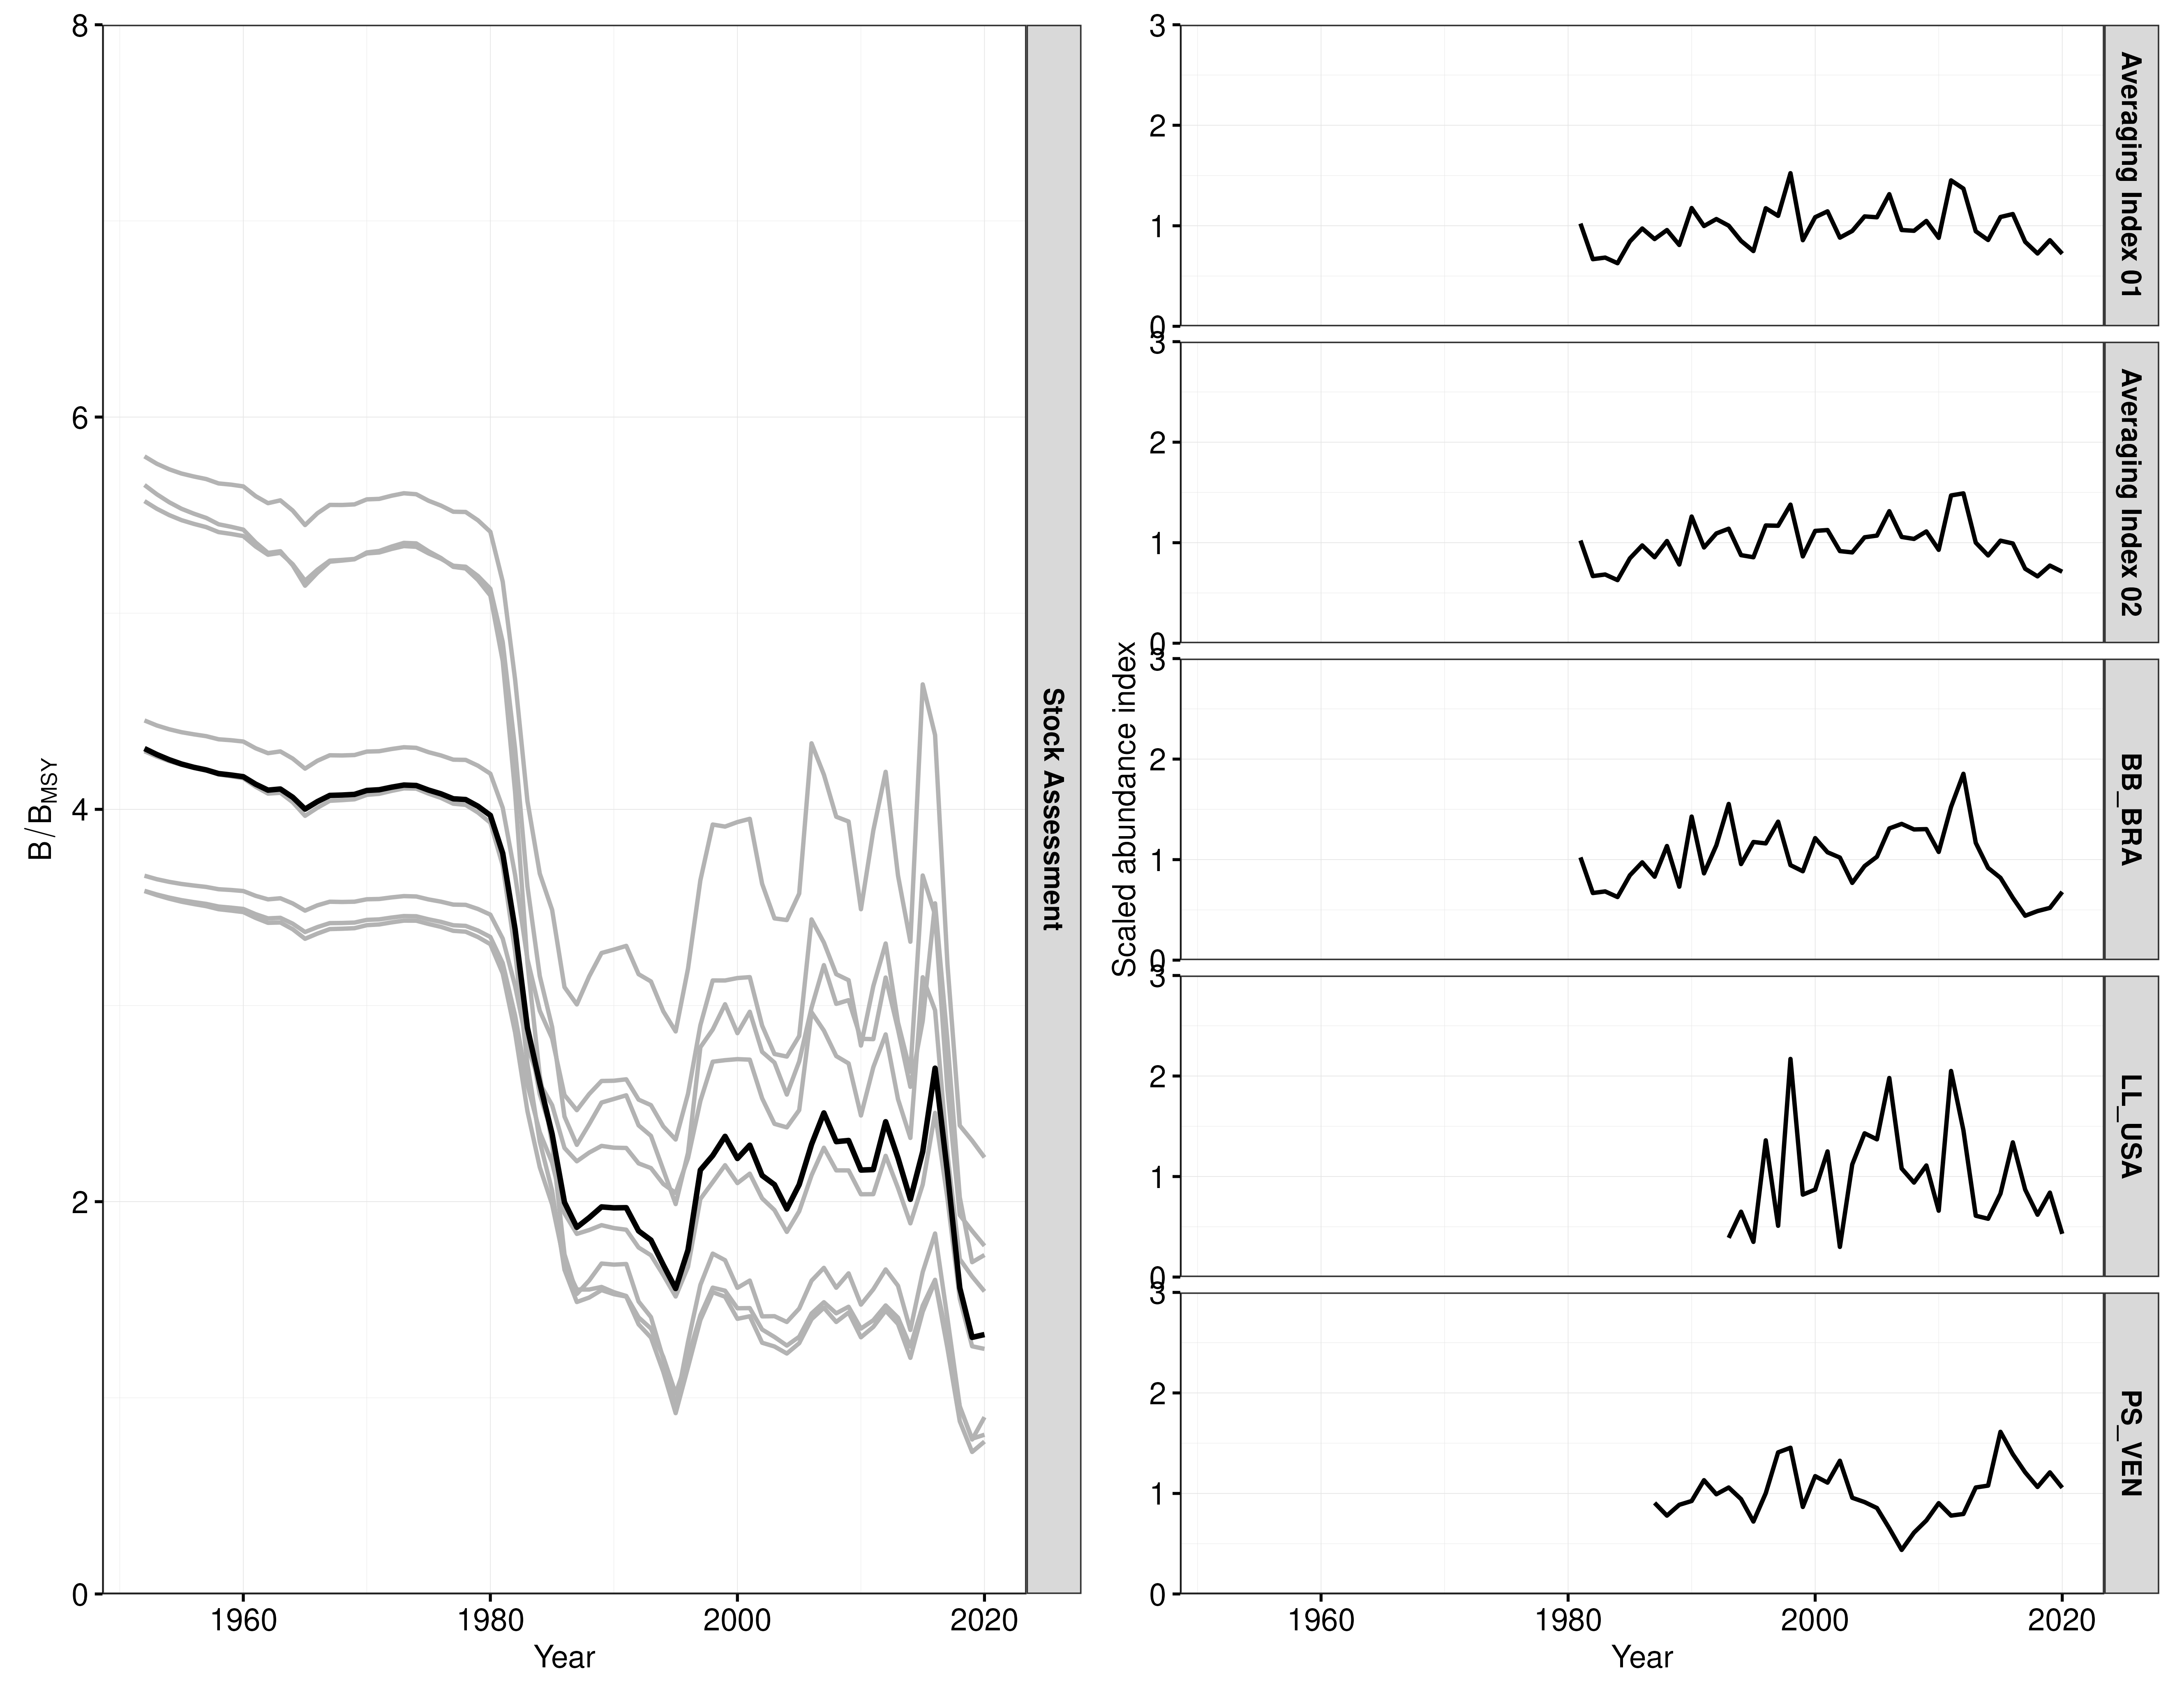 B/BMSY
8
6
4
2
0
1960 1980 2000 2020
Year
Stock Assessment
Scaled abundance index
3
2
1
0
Averaging Index 01
3
2
1
0
Averaging Index 02
3
2
1
0
BB_BRA
3
2
1
0
LL_USA
3
2
1
0
PS_VEN
1960 1980 2000 2020
Year